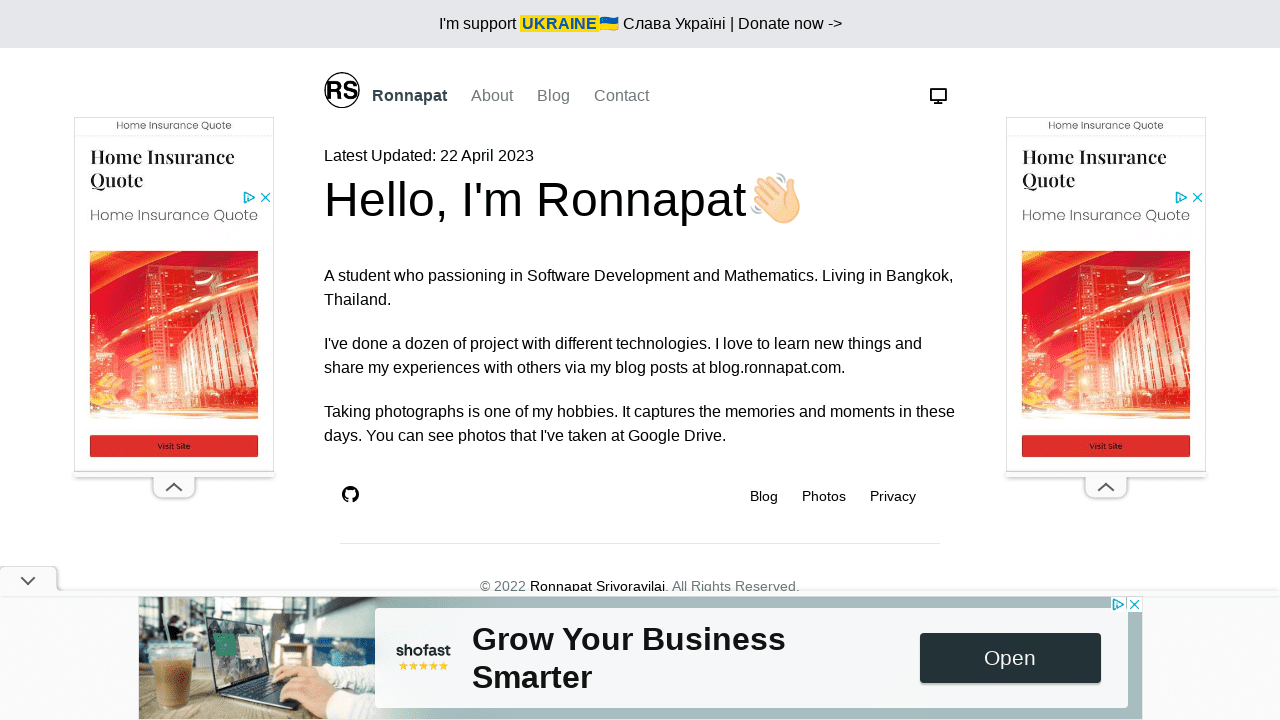 I'm support UKRAINE🇺🇦 Слава Україні | Donate now ->
RS
Ronnapat About Blog Contact
Latest Updated: 22 April 2023
Hello, I'm Ronnapat👋🏻
A student who passioning in Software Development and Mathematics. Living in Bangkok,
Thailand.
I've done a dozen of project with different technologies. I love to learn new things and
share my experiences with others via my blog posts at blog.ronnapat.com.
Taking photographs is one of my hobbies. It captures the memories and moments in these
days. You can see photos that I've taken at Google Drive.
Blog Photos Privacy
© 2022 Ronnapat Srivoravilai. All Rights Reserved.
Home Insurance Quote
Home Insurance
Quote
Home Insurance Quote
Visit Site
Home Insurance Quote
Home Insurance
Quote
Home Insurance Quote
Visit Site
shofast
Grow Your Business
Smarter
Open